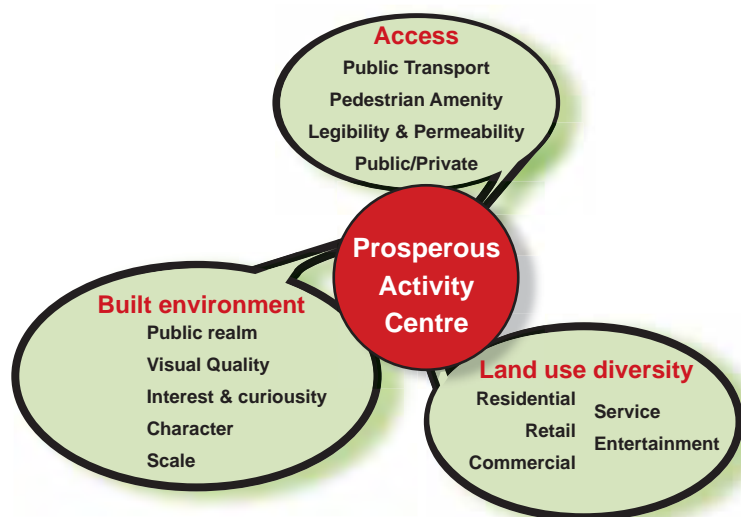 Access
Public Transport
Pedestrian Amenity
Legibility & Permeability
Public/Private
Prosperous
Activity
Centre
Built environment
Public realm
Visual Quality
Interest & curiousity
Character
Scale
Land use diversity
Residential
Retail
Commercial
Service
Entertainment